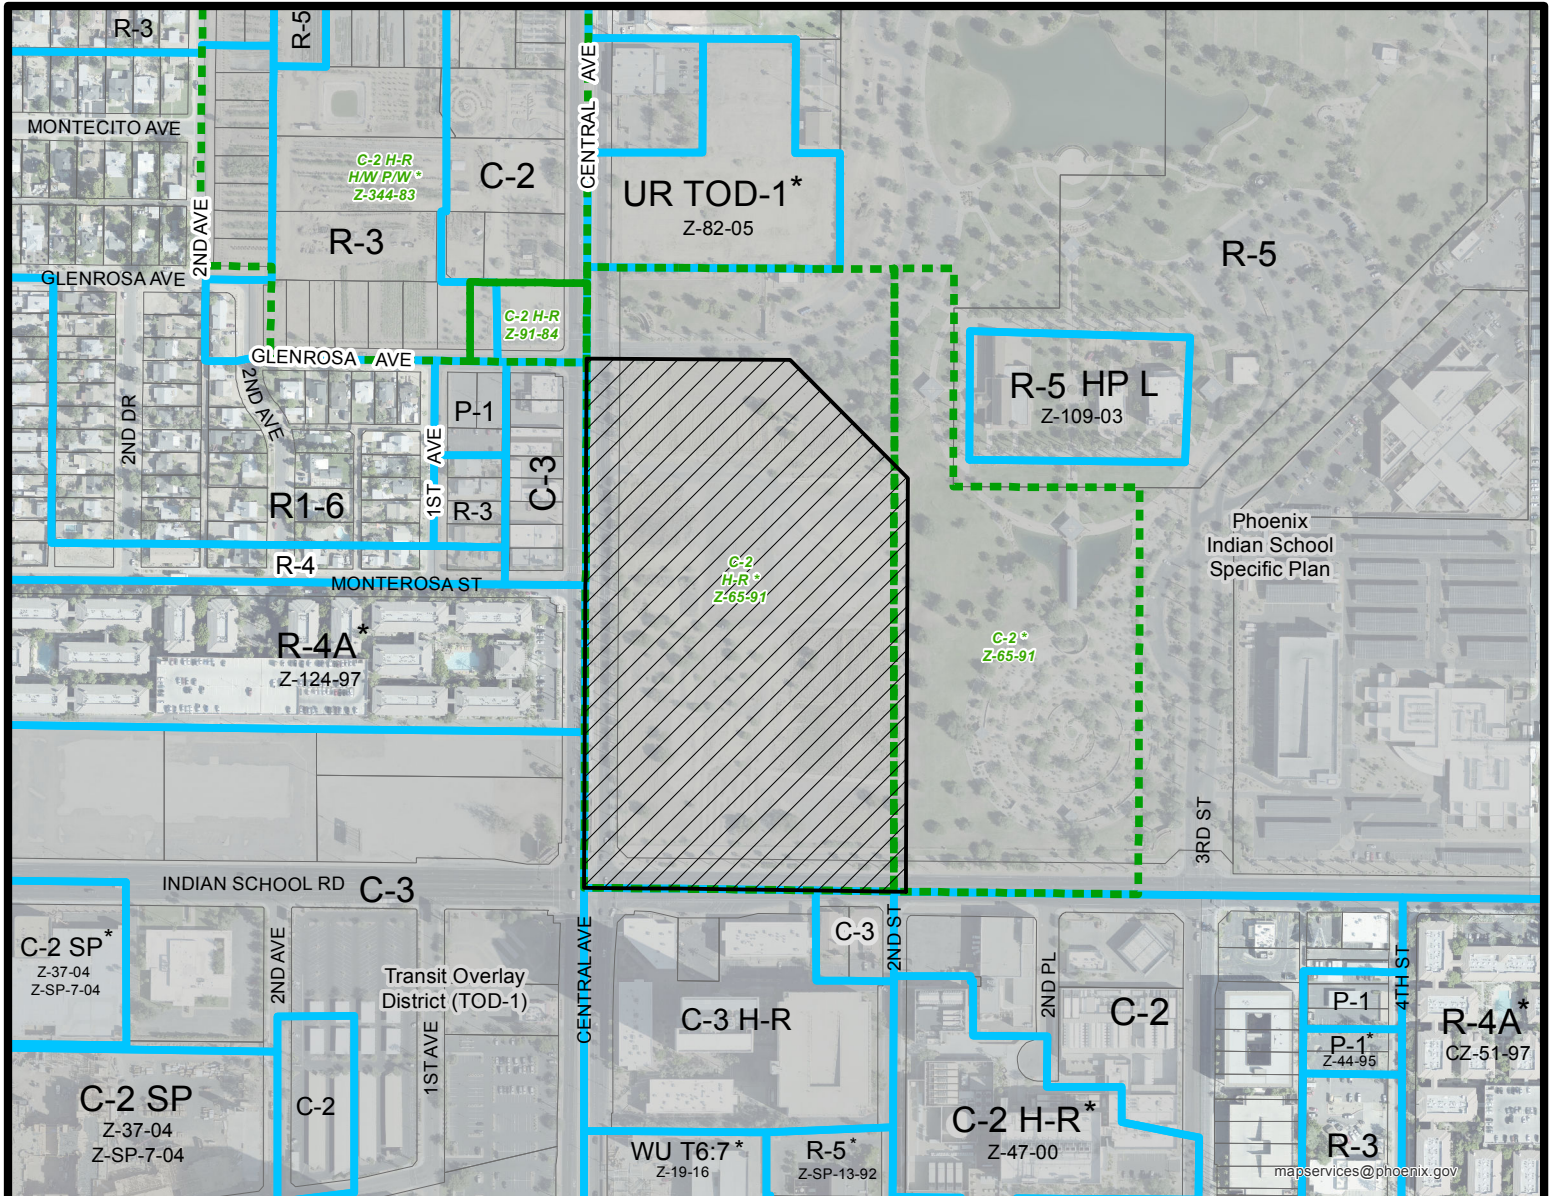 R-3
R-5
CENTRAL AVE
MONTECITO AVE
C-2 H-R
H/W P/W *
Z-344-83
C-2
UR TOD-1*
Z-82-05
2ND AVE
R-3
R-5
GLENROSA AVE
C-2 H-R
Z-91-84
GLENROSA AVE
2ND AVE
2ND DR
P-1
R-5 HP L
Z-109-03
1ST AVE
C-3
R1-6
R-3
Phoenix
Indian School
Specific Plan
R-4
MONTEROSA ST
C-2
H-R *
Z-65-91
C-2 *
Z-65-91
R-4A*
Z-124-97
3RD ST
INDIAN SCHOOL RD
C-3
C-2 SP*
Z-37-04
Z-SP-7-04
2ND AVE
Transit Overlay
District (TOD-1)
CENTRAL AVE
C-3
2ND ST
2ND PL
4TH ST
C-3 H-R
C-2
P-1
P-1*
Z-44-95
R-4A*
CZ-51-97
1ST AVE
C-2 SP
Z-37-04
Z-SP-7-04
C-2
WU T6:7*
Z-19-16
R-5*
Z-SP-13-92
C-2 H-R*
Z-47-00
R-3
mapservices@phoenix.gov